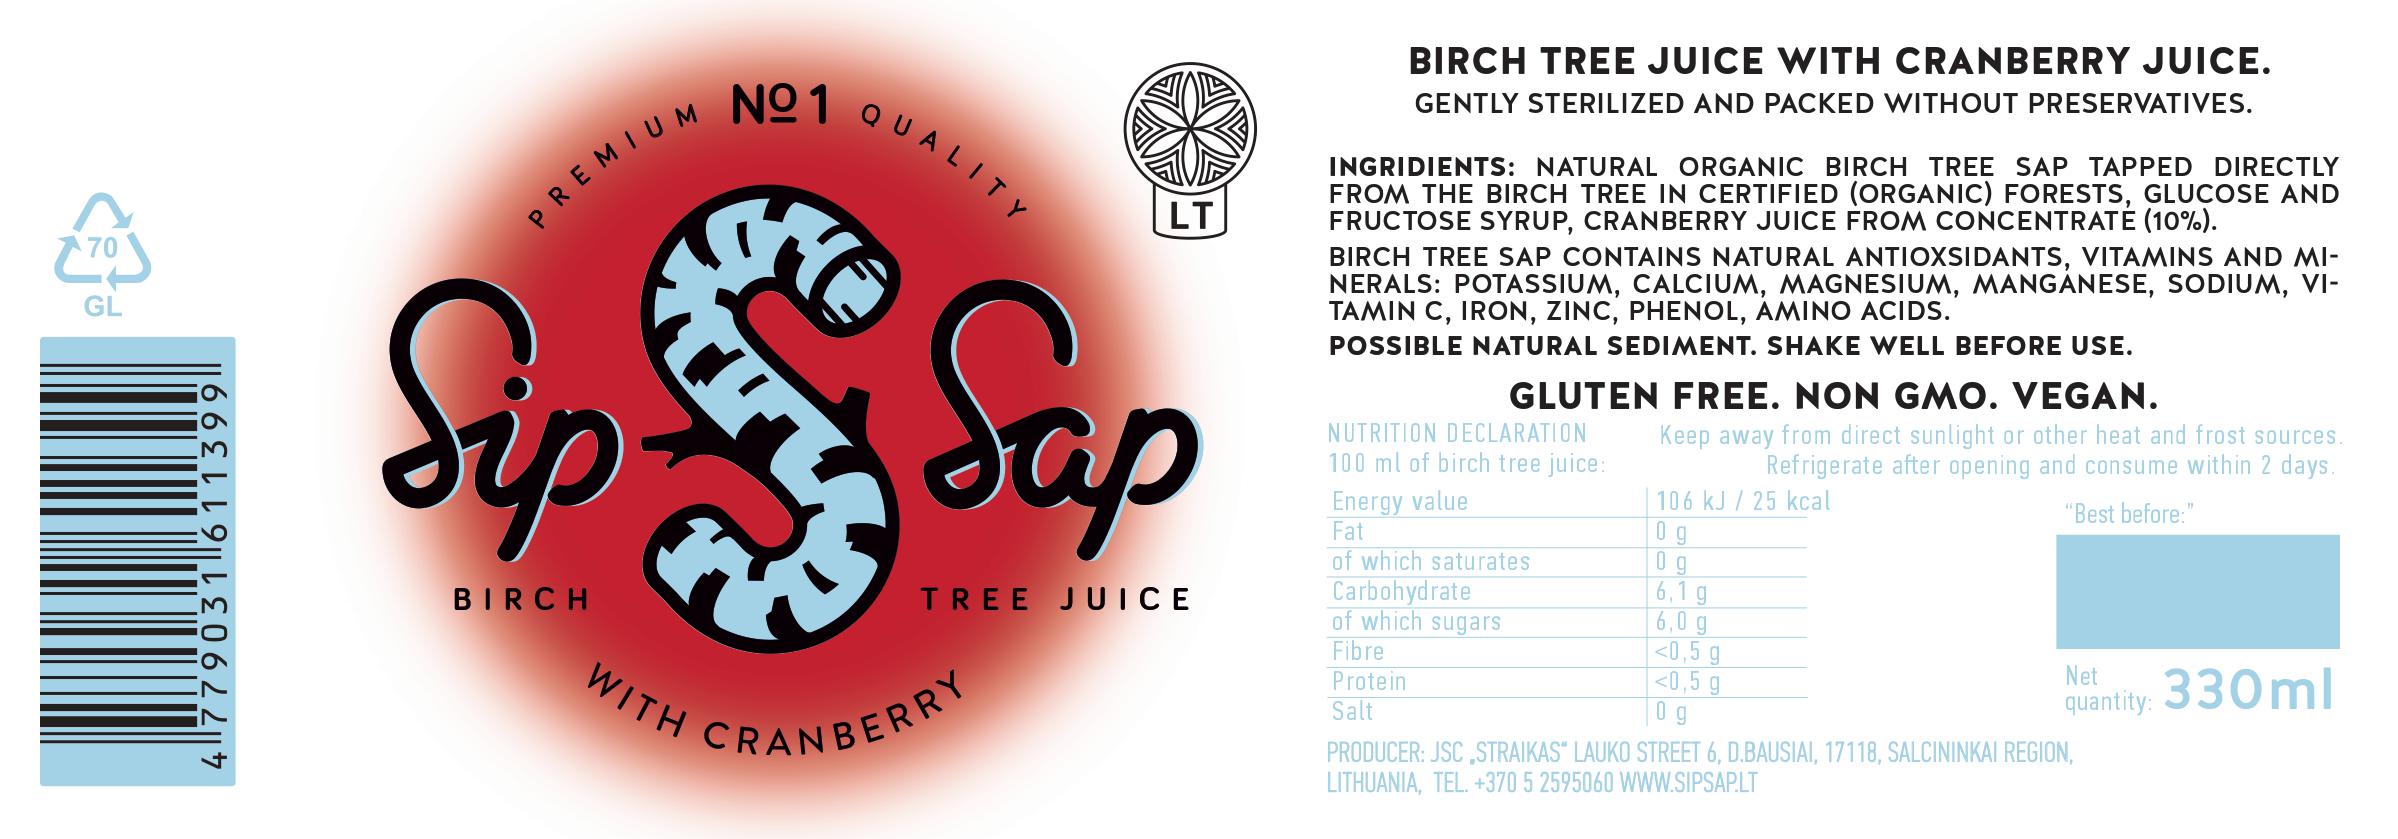 70
GL
4 779031 611399
PREMIUM Nº1 QUALITY
Sip Sap
BIRCH TREE JUICE
WITH CRANBERRY
LT
BIRCH TREE JUICE WITH CRANBERRY JUICE.
GENTLY STERILIZED AND PACKED WITHOUT PRESERVATIVES.
INGRIDIENTS: NATURAL ORGANIC BIRCH TREE SAP TAPPED DIRECTLY
FROM THE BIRCH TREE IN CERTIFIED (ORGANIC) FORESTS, GLUCOSE AND
FRUCTOSE SYRUP, CRANBERRY JUICE FROM CONCENTRATE (10%).
BIRCH TREE SAP CONTAINS NATURAL ANTIOXSIDANTS, VITAMINS AND MI-
NERALS: POTASSIUM, CALCIUM, MAGNESIUM, MANGANESE, SODIUM, VI-
TAMIN C, IRON, ZINC, PHENOL, AMINO ACIDS.
POSSIBLE NATURAL SEDIMENT. SHAKE WELL BEFORE USE.
GLUTEN FREE. NON GMO. VEGAN.
NUTRITION DECLARATION
100 ml of birch tree juice:
Keep away from direct sunlight or other heat and frost sources.
Refrigerate after opening and consume within 2 days.
Energy value 106 kJ / 25 kcal
Fat 0 g
of which saturates 0 g
Carbohydrate 6,1 g
of which sugars 6,0 g
Fibre <0,5 g
Protein <0,5 g
Salt 0 g
“Best before:”
Net
quantity: 330ml
PRODUCER: JSC „STRAIKAS“ LAUKO STREET 6, D.BAUSIAI, 17118, SALCININKAI REGION,
LITHUANIA, TEL. +370 5 2595060 WWW.SIPSAP.LT